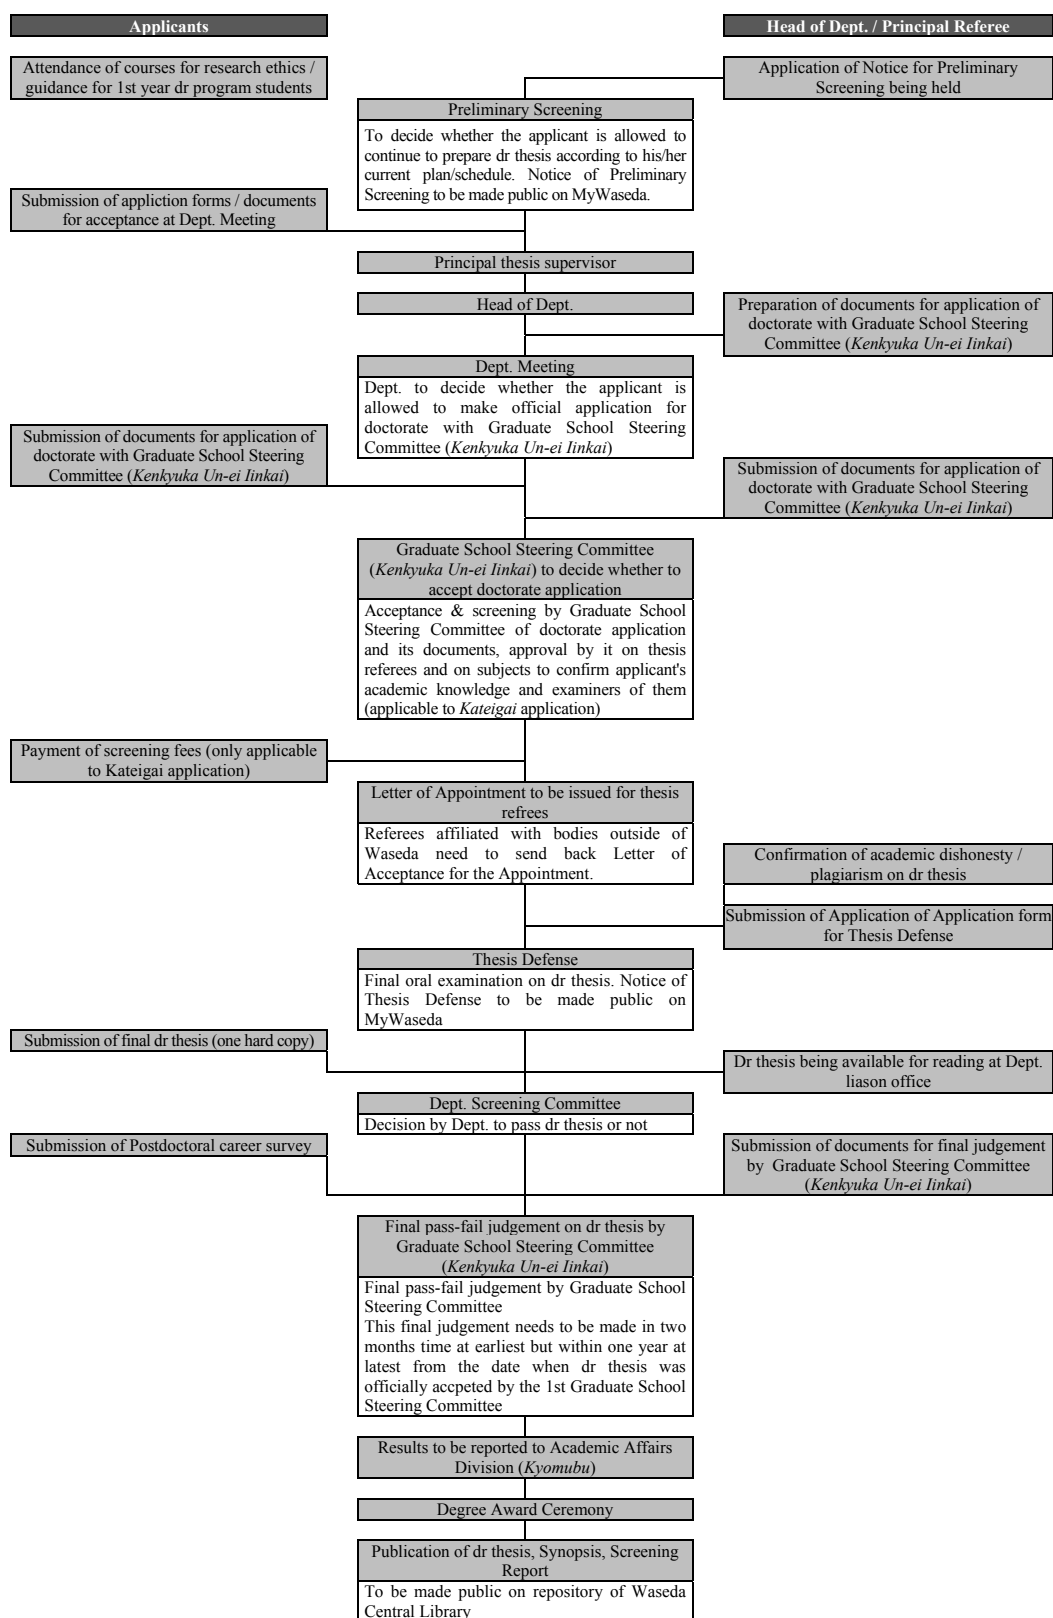 Applicants
Head of Dept. / Principal Referee
Attendance of courses for research ethics /
guidance for 1st year dr program students
Application of Notice for Preliminary
Screening being held
Preliminary Screening
To decide whether the applicant is allowed to
continue to prepare dr thesis according to his/her
current plan/schedule. Notice of Preliminary
Screening to be made public on MyWaseda.
Submission of appliction forms / documents
for acceptance at Dept. Meeting
Principal thesis supervisor
Head of Dept.
Preparation of documents for application of
doctorate with Graduate School Steering
Committee (Kenkyuka Un-ei Iinkai)
Dept. Meeting
Dept. to decide whether the applicant is
allowed to make official application for
doctorate with Graduate School Steering
Committee (Kenkyuka Un-ei Iinkai)
Submission of documents for application of
doctorate with Graduate School Steering
Committee (Kenkyuka Un-ei Iinkai)
Submission of documents for application of
doctorate with Graduate School Steering
Committee (Kenkyuka Un-ei Iinkai)
Graduate School Steering Committee
(Kenkyuka Un-ei Iinkai) to decide whether to
accept doctorate application
Acceptance & screening by Graduate School
Steering Committee of doctorate application
and its documents, approval by it on thesis
referees and on subjects to confirm applicant's
academic knowledge and examiners of them
(applicable to Kateigai application)
Payment of screening fees (only applicable
to Kateigai application)
Letter of Appointment to be issued for thesis
refrees
Referees affiliated with bodies outside of
Waseda need to send back Letter of
Acceptance for the Appointment.
Confirmation of academic dishonesty /
plagiarism on dr thesis
Submission of Application of Application form
for Thesis Defense
Thesis Defense
Final oral examination on dr thesis. Notice of
Thesis Defense to be made public on
MyWaseda
Submission of final dr thesis (one hard copy)
Dr thesis being available for reading at Dept.
liason office
Dept. Screening Committee
Decision by Dept. to pass dr thesis or not
Submission of Postdoctoral career survey
Submission of documents for final judgement
by Graduate School Steering Committee
(Kenkyuka Un-ei Iinkai)
Final pass-fail judgement on dr thesis by
Graduate School Steering Committee
(Kenkyuka Un-ei Iinkai)
Final pass-fail judgement by Graduate School
Steering Committee
This final judgement needs to be made in two
months time at earliest but within one year at
latest from the date when dr thesis was
officially accpeted by the 1st Graduate School
Steering Committee
Results to be reported to Academic Affairs
Division (Kyomubu)
Degree Award Ceremony
Publication of dr thesis, Synopsis, Screening
Report
To be made public on repository of Waseda
Central Library